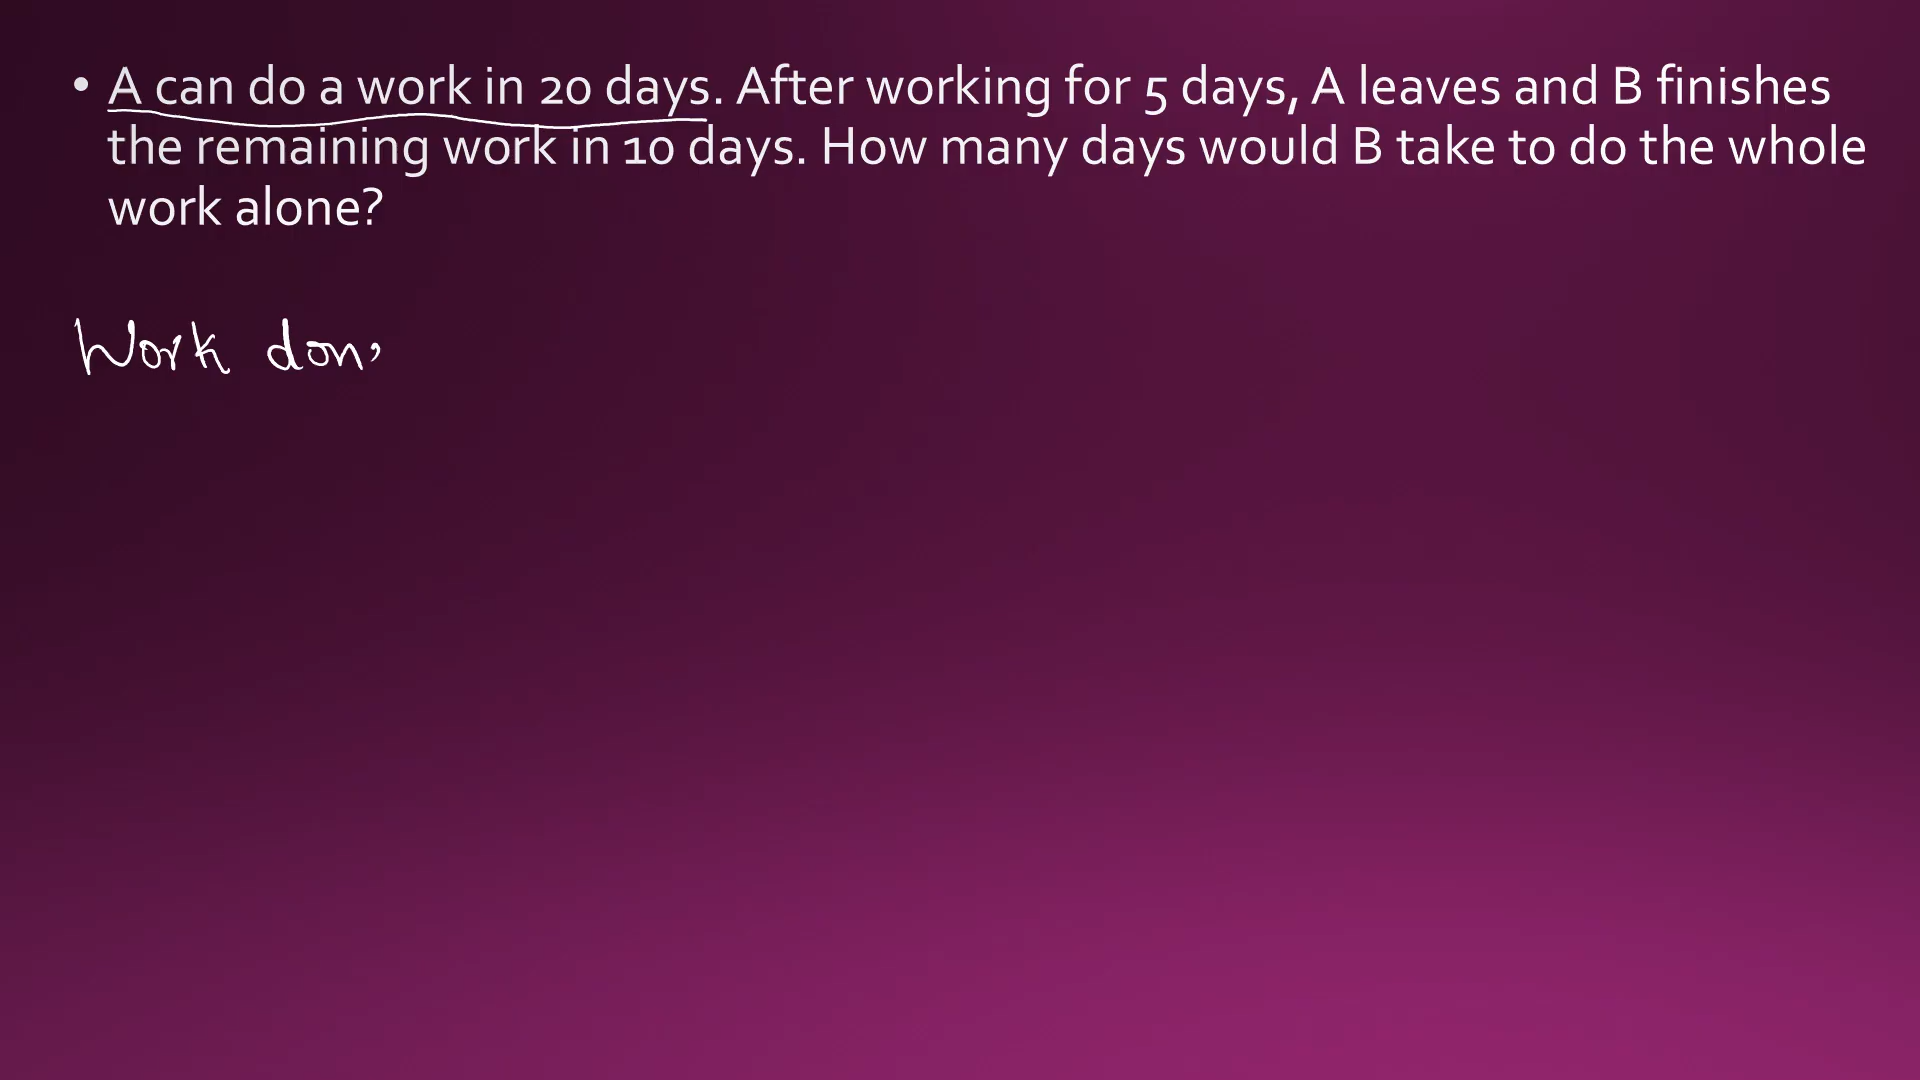 • A can do a work in 20 days. After working for 5 days, A leaves and B finishes
the remaining work in 10 days. How many days would B take to do the whole
work alone?
Work don